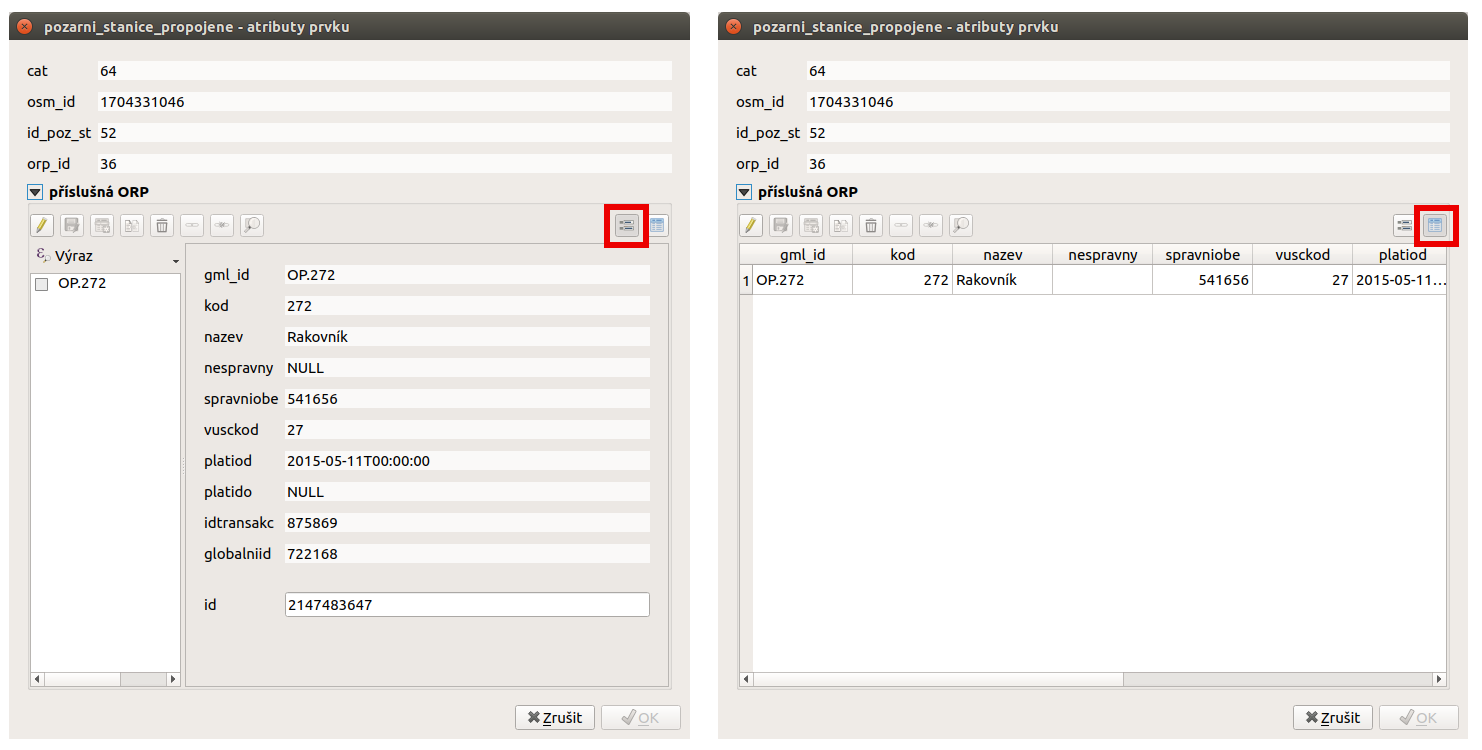 pozarni_stanice_propojene - atributy prvku
cat 64
osm_id 1704331046
id_poz_st 52
orp_id 36
příslušná ORP
Výraz
OP.272
gml_id OP.272
kod 272
nazev Rakovník
nespravny NULL
spravniobe 541656
vusckod 27
platiod 2015-05-11T00:00:00
platido NULL
idtransakc 875869
globalniid 722168
id 2147483647
Zrušit OK
pozarni_stanice_propojene - atributy prvku
cat 64
osm_id 1704331046
id_poz_st 52
orp_id 36
příslušná ORP
gml_id kod nazev nespravny spravniobe vusckod platiod
1 OP.272 272 Rakovník 541656 27 2015-05-11...
Zrušit OK